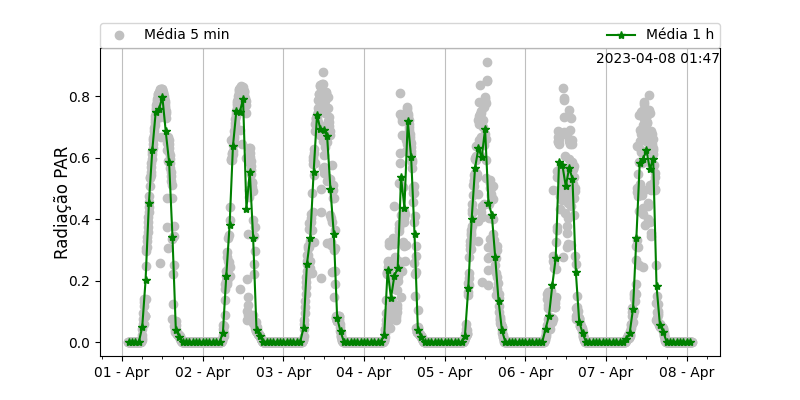 Média 5 min
Média 1 h
2023-04-08 01:47
Radiação PAR
0.8
0.6
0.4
0.2
0.0
01 - Apr
02 - Apr
03 - Apr
04 - Apr
05 - Apr
06 - Apr
07 - Apr
08 - Apr